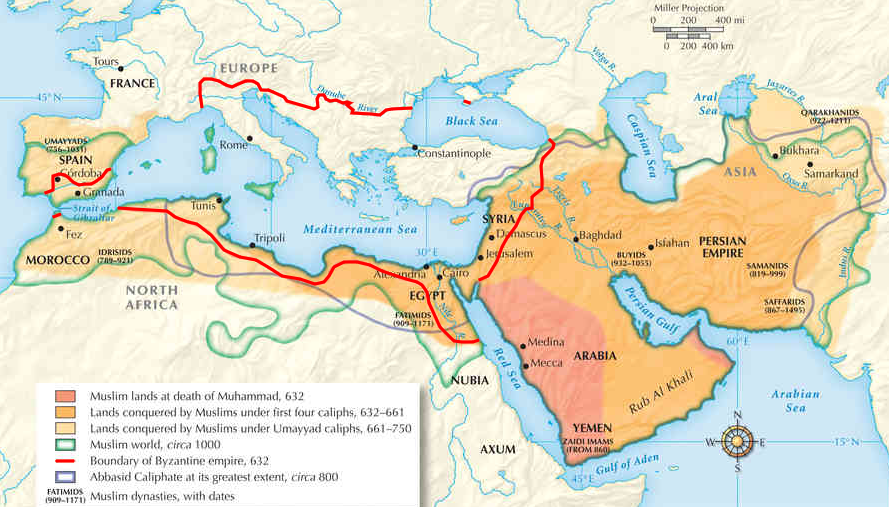 Miller Projection
0 200 400 mi
0 200 400 km
Tours
FRANCE
EUROPE
45°N
Danube
River
Volga R.
Aral
Sea
Jaxartes R.
QARAKHANIDS
(922–1211)
Black Sea
Caspian Sea
Rome
Constantinople
UMAYYADS
(756–1031)
SPAIN
Córdoba
Granada
Strait of
Gibraltar
Tunis
ASIA
Bukhara
Samarkand
Oxus R.
Fez
MOROCCO
IDRISIDS
(789–921)
Tripoli
Mediterranean Sea
30°E
SYRIA
Euphrates R.
Tigris R.
Damascus
Jerusalem
Baghdad
BUYIDS
(932–1055)
Isfahan
PERSIAN
EMPIRE
SAMANIDS
(819–999)
SAFFARIDS
(867–1495)
Indus R.
NORTH
AFRICA
Alexandria
Cairo
EGYPT
FATIMIDS
(909–1171)
Nile R.
Persian Gulf
60°E
Medina
Mecca
ARABIA
Red Sea
Rub Al Khali
NUBIA
Arabian
Sea
YEMEN
ZAIDI IMAMS
(FROM 860)
AXUM
Gulf of Aden
45°E
15°N
N
W
E
S
Muslim lands at death of Muhammad, 632
Lands conquered by Muslims under first four caliphs, 632–661
Lands conquered by Muslims under Umayyad caliphs, 661–750
Muslim world, circa 1000
Boundary of Byzantine empire, 632
Abbasid Caliphate at its greatest extent, circa 800
FATIMIDS
(909–1171) Muslim dynasties, with dates